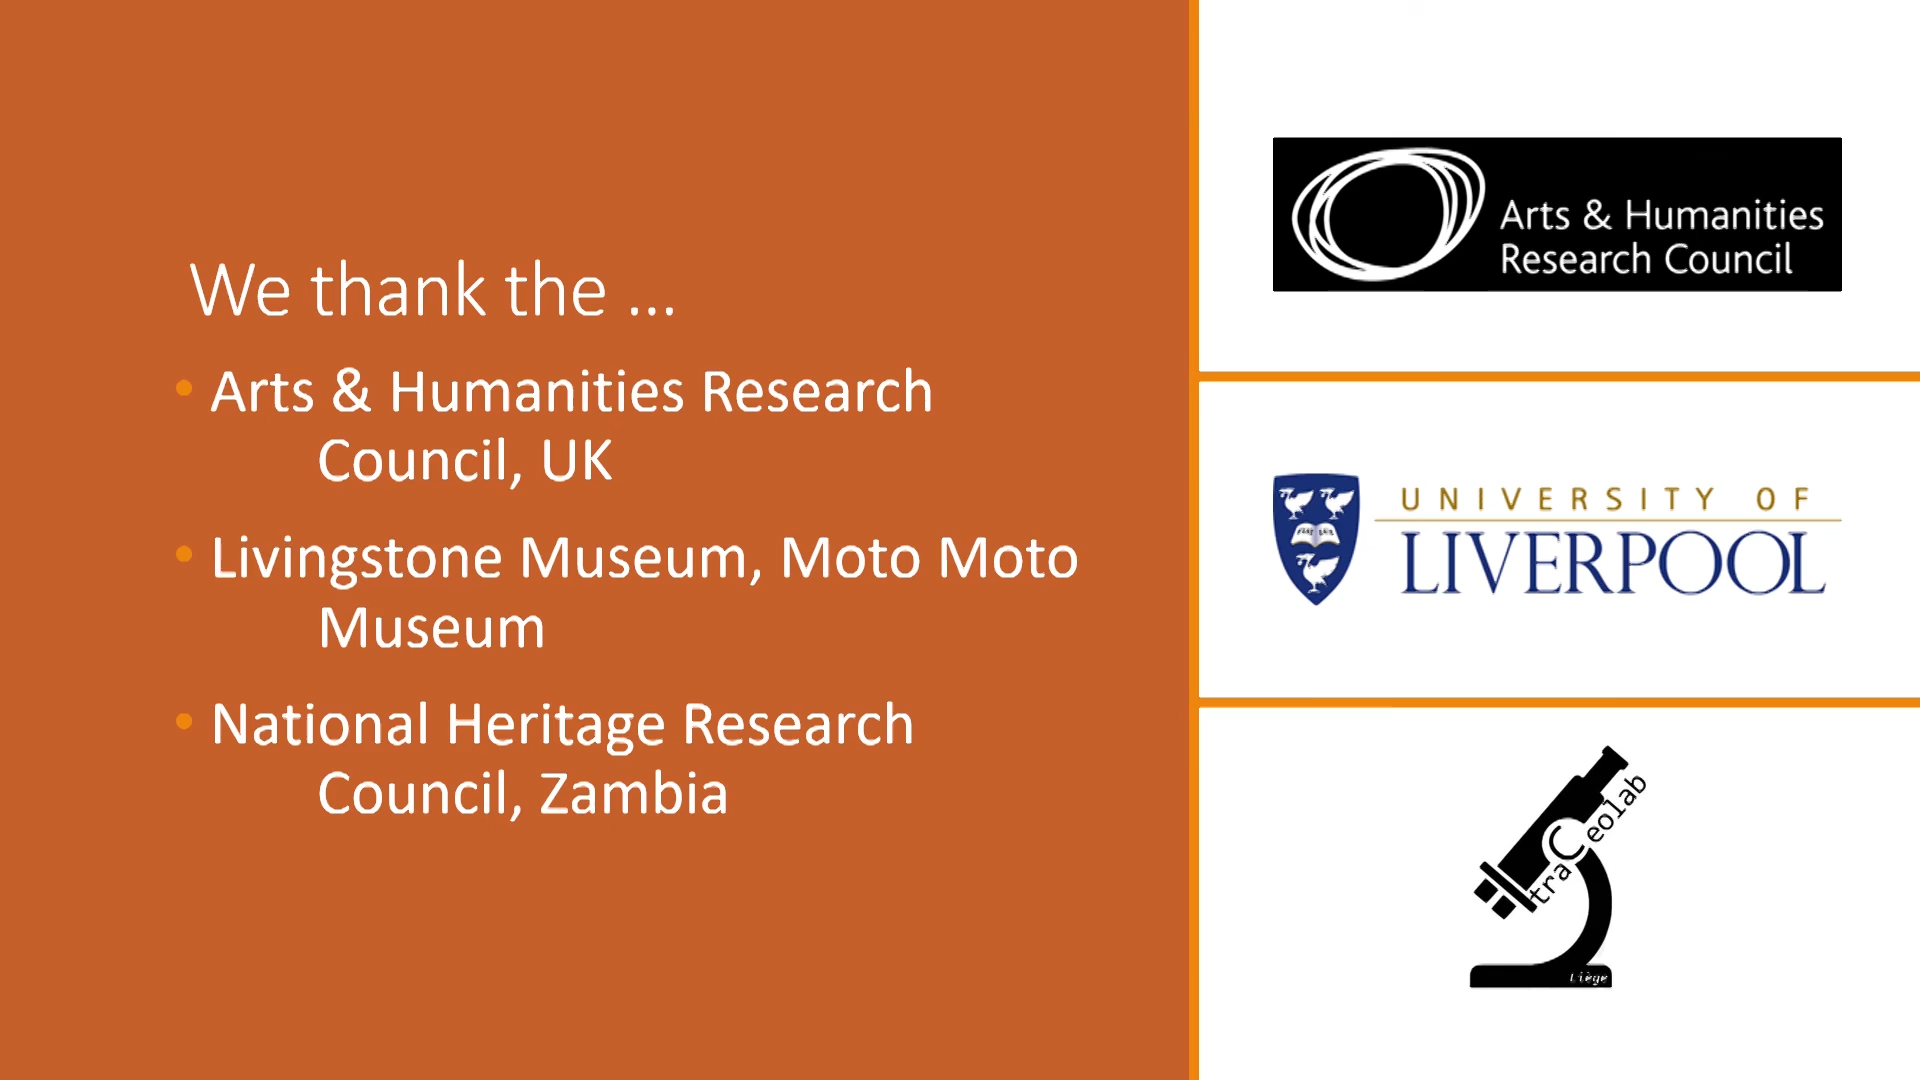 We thank the ...
• Arts & Humanities Research
Council, UK
• Livingstone Museum, Moto Moto
Museum
• National Heritage Research
Council, Zambia
Arts & Humanities
Research Council
UNIVERSITY OF
LIVERPOOL
traCeolab
Liège